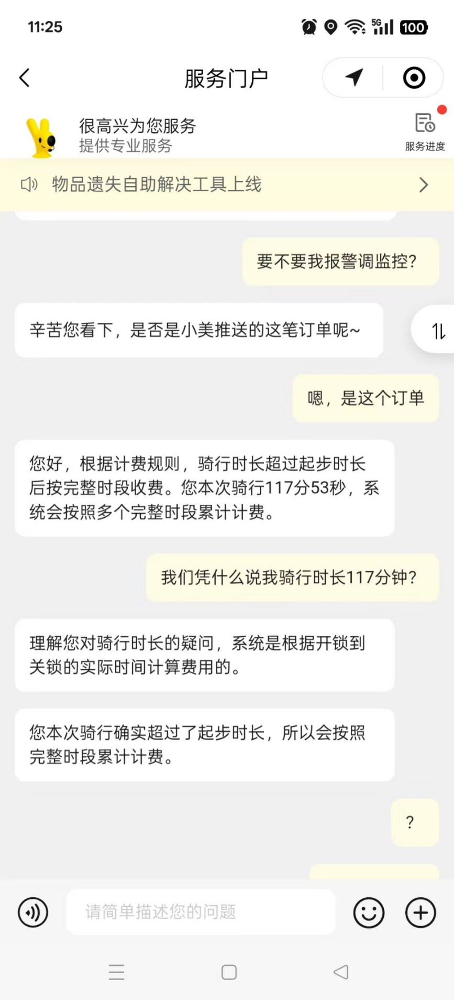 11:25
5G
100
服务门户
很高兴为您服务
提供专业服务
服务进度
物品遗失自助解决工具上线
要不要我报警调监控?
辛苦您看下，是否是小美推送的这笔订单呢~
嗯，是这个订单
您好，根据计费规则，骑行时长超过起步时长
后按完整时段收费。您本次骑行117分53秒，系
统会按照多个完整时段累计计费。
我们凭什么说我骑行时长117分钟?
理解您对骑行时长的疑问，系统是根据开锁到
关锁的实际时间计算费用的。
您本次骑行确实超过了起步时长，所以会按照
完整时段累计计费。
?
请简单描述您的问题